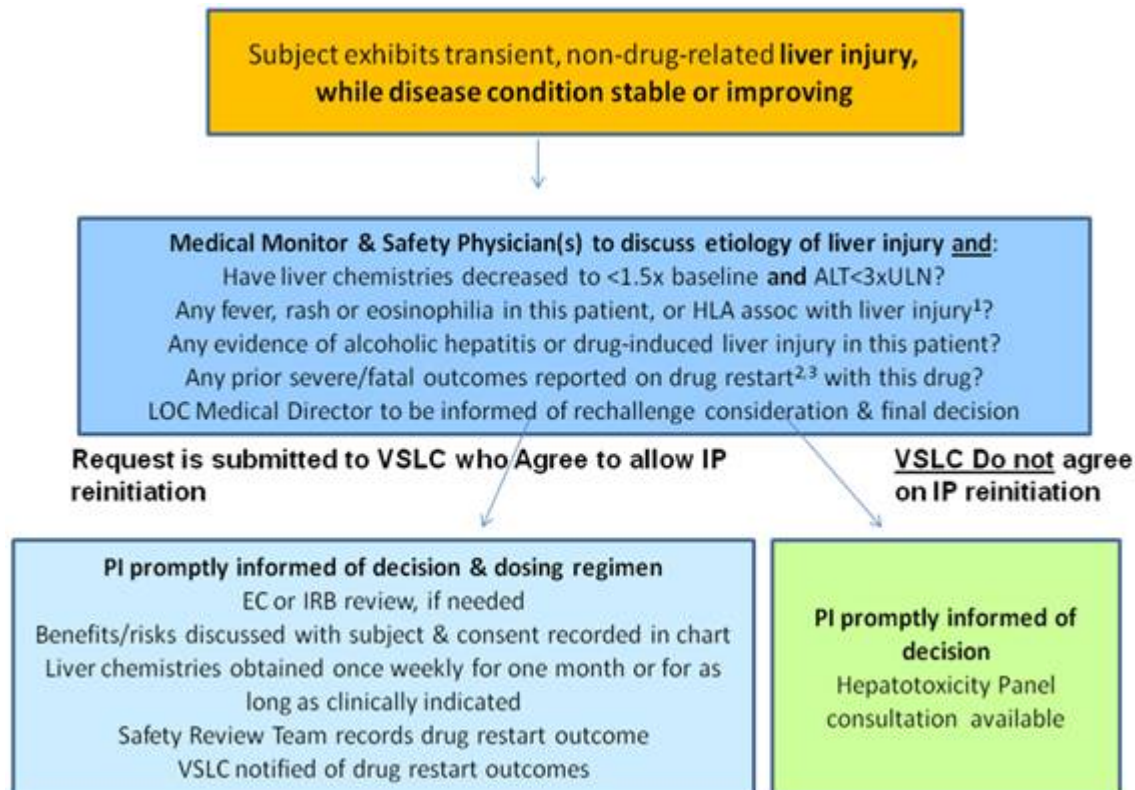 Subject exhibits transient, non-drug-related liver injury,
while disease condition stable or improving
Medical Monitor & Safety Physician(s) to discuss etiology of liver injury and:
Have liver chemistries decreased to <1.5x baseline and ALT<3xULN?
Any fever, rash or eosinophilia in this patient, or HLA assoc with liver injury¹?
Any evidence of alcoholic hepatitis or drug-induced liver injury in this patient?
Any prior severe/fatal outcomes reported on drug restart²,³ with this drug?
LOC Medical Director to be informed of rechallenge consideration & final decision
Request is submitted to VSLC who Agree to allow IP
reinitiation
VSLC Do not agree
on IP reinitiation
PI promptly informed of decision & dosing regimen
EC or IRB review, if needed
Benefits/risks discussed with subject & consent recorded in chart
Liver chemistries obtained once weekly for one month or for as
long as clinically indicated
Safety Review Team records drug restart outcome
VSLC notified of drug restart outcomes
PI promptly informed of
decision
Hepatotoxicity Panel
consultation available